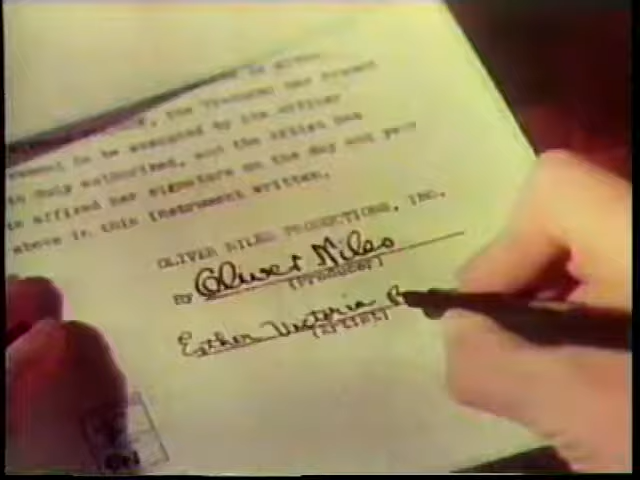 , the Producer has caused
to be executed by its officer
duly authorized, and the artist has
affixed her signature on the day and year
above in this instrument written.
OLIVER NILES PRODUCTIONS, INC.
By Oliver Niles
(Producer)
Esther Victoria B
(Artist)